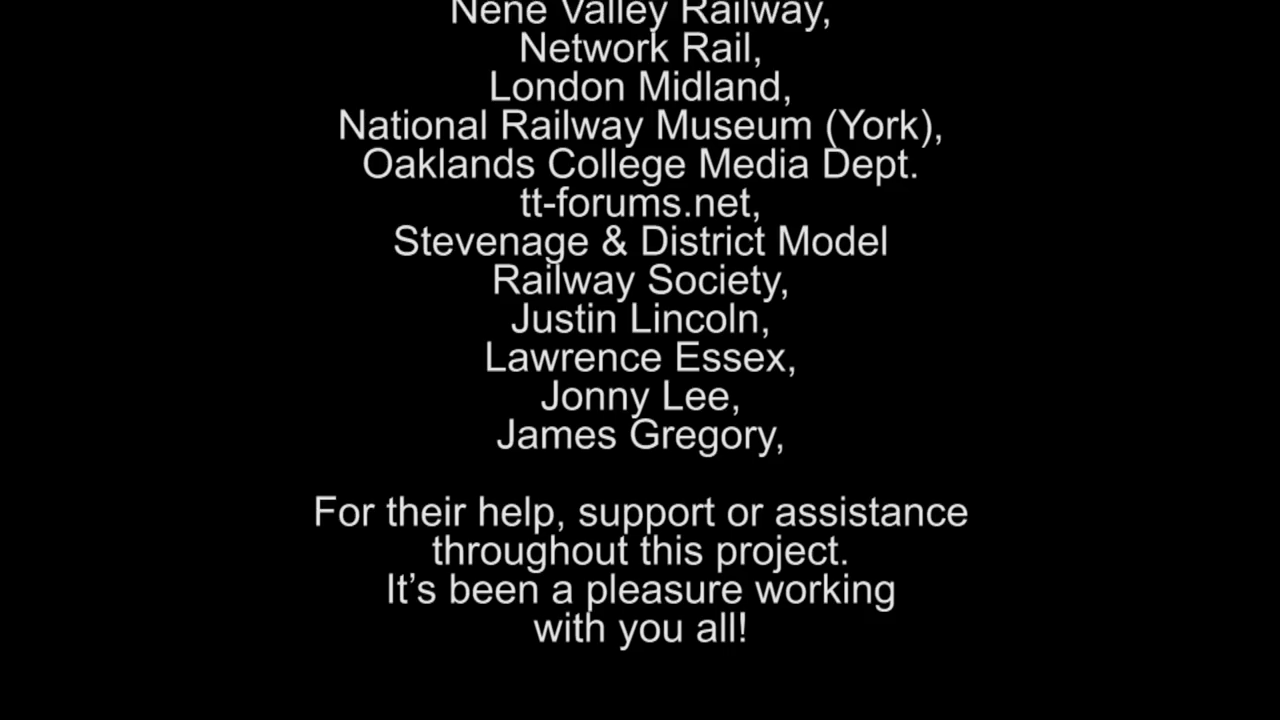 Nene Valley Railway,
Network Rail,
London Midland,
National Railway Museum (York),
Oaklands College Media Dept.
tt-forums.net,
Stevenage & District Model
Railway Society,
Justin Lincoln,
Lawrence Essex,
Jonny Lee,
James Gregory,
For their help, support or assistance
throughout this project.
It’s been a pleasure working
with you all!